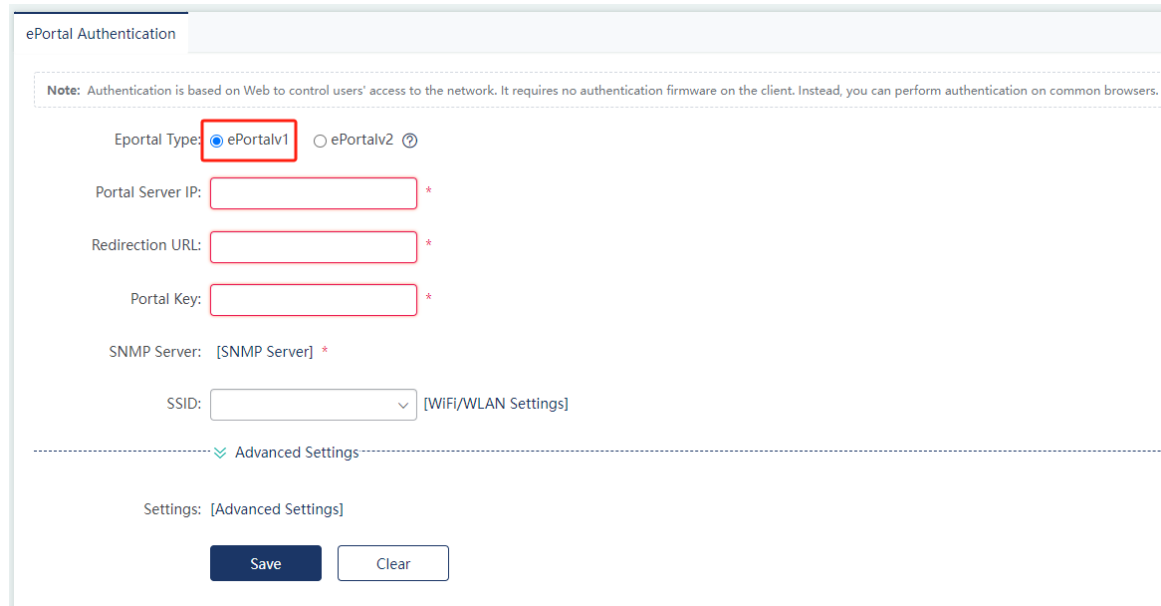 ePortal Authentication
Note: Authentication is based on Web to control users' access to the network. It requires no authentication firmware on the client. Instead, you can perform authentication on common browsers.
Eportal Type: ePortalv1 ePortalv2 ?
Portal Server IP: *
Redirection URL: *
Portal Key: *
SNMP Server: [SNMP Server] *
SSID: [WiFi/WLAN Settings]
Advanced Settings
Settings: [Advanced Settings]
Save Clear